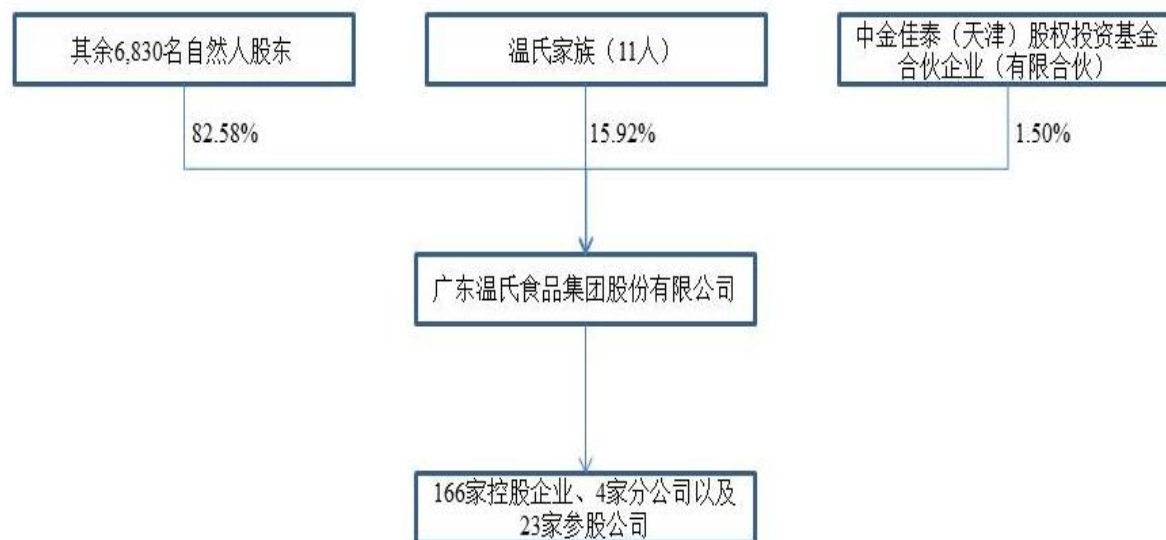 其余6,830名自然人股东
温氏家族（11人）
中金佳泰（天津）股权投资基金
合伙企业（有限合伙）
82.58%
15.92%
1.50%
广东温氏食品集团股份有限公司
166家控股企业、4家分公司以及
23家参股公司